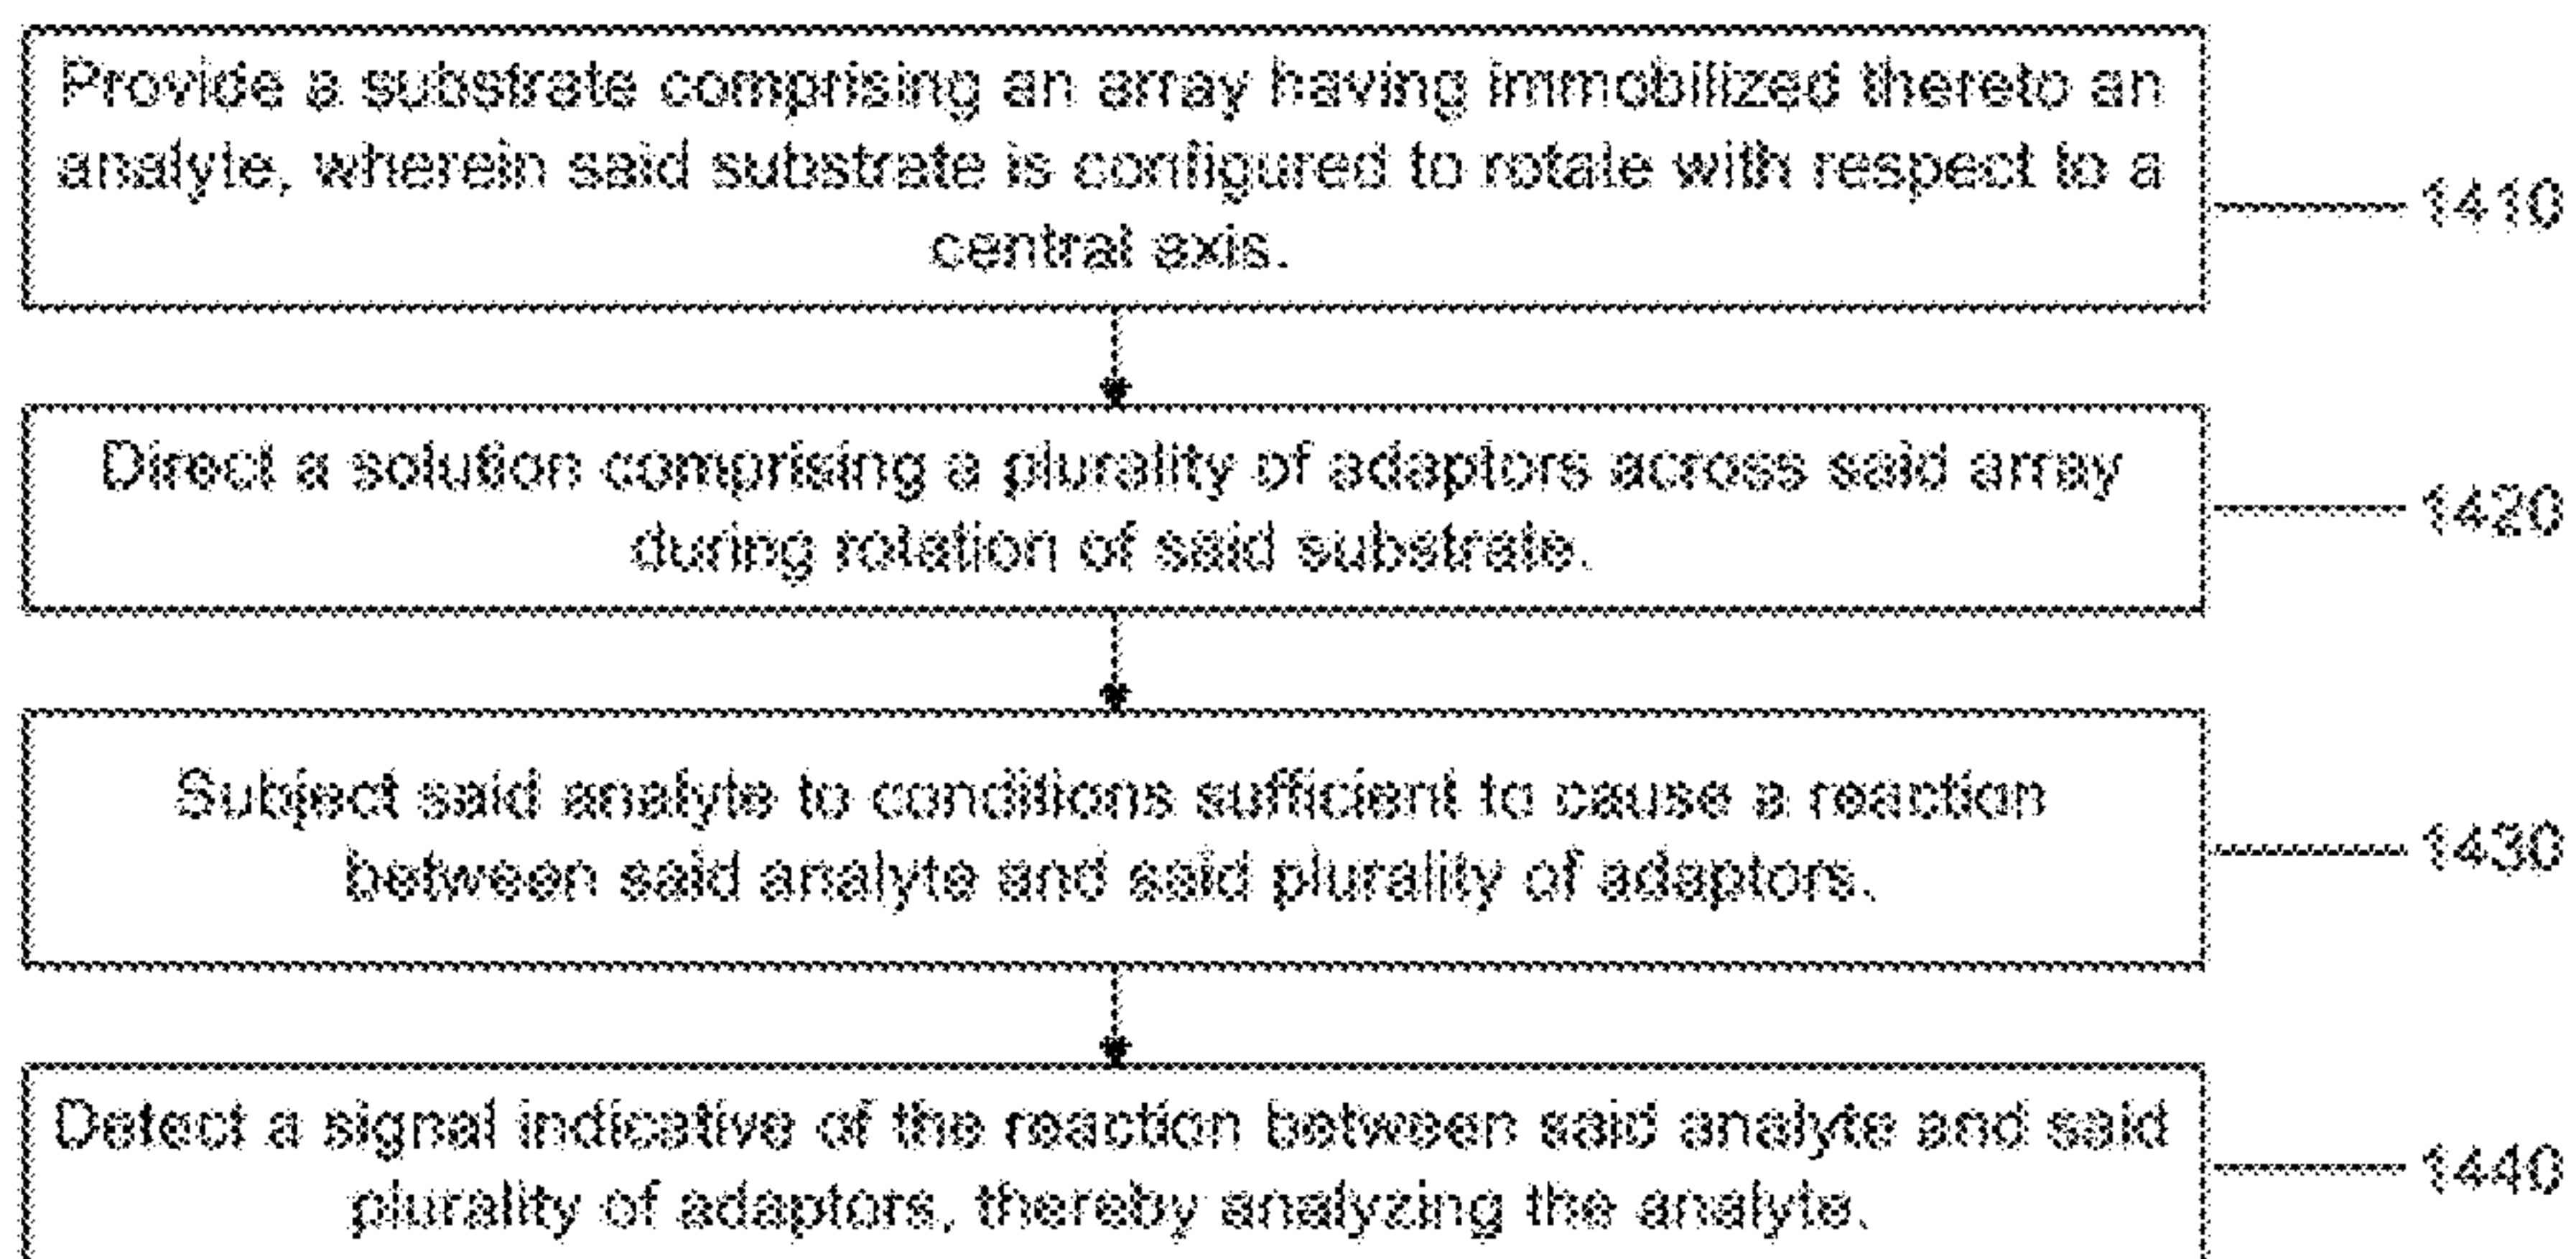 Provide a substrate comprising an array having immobilized thereto an
analyte, wherein said substrate is configured to rotate with respect to a
central axis.
1410
Direct a solution comprising a plurality of adaptors across said array
during rotation of said substrate.
1420
Subject said analyte to conditions sufficient to cause a reaction
between said analyte and said plurality of adaptors.
1430
Detect a signal indicative of the reaction between said analyte and said
plurality of adaptors, thereby analyzing the analyte.
1440